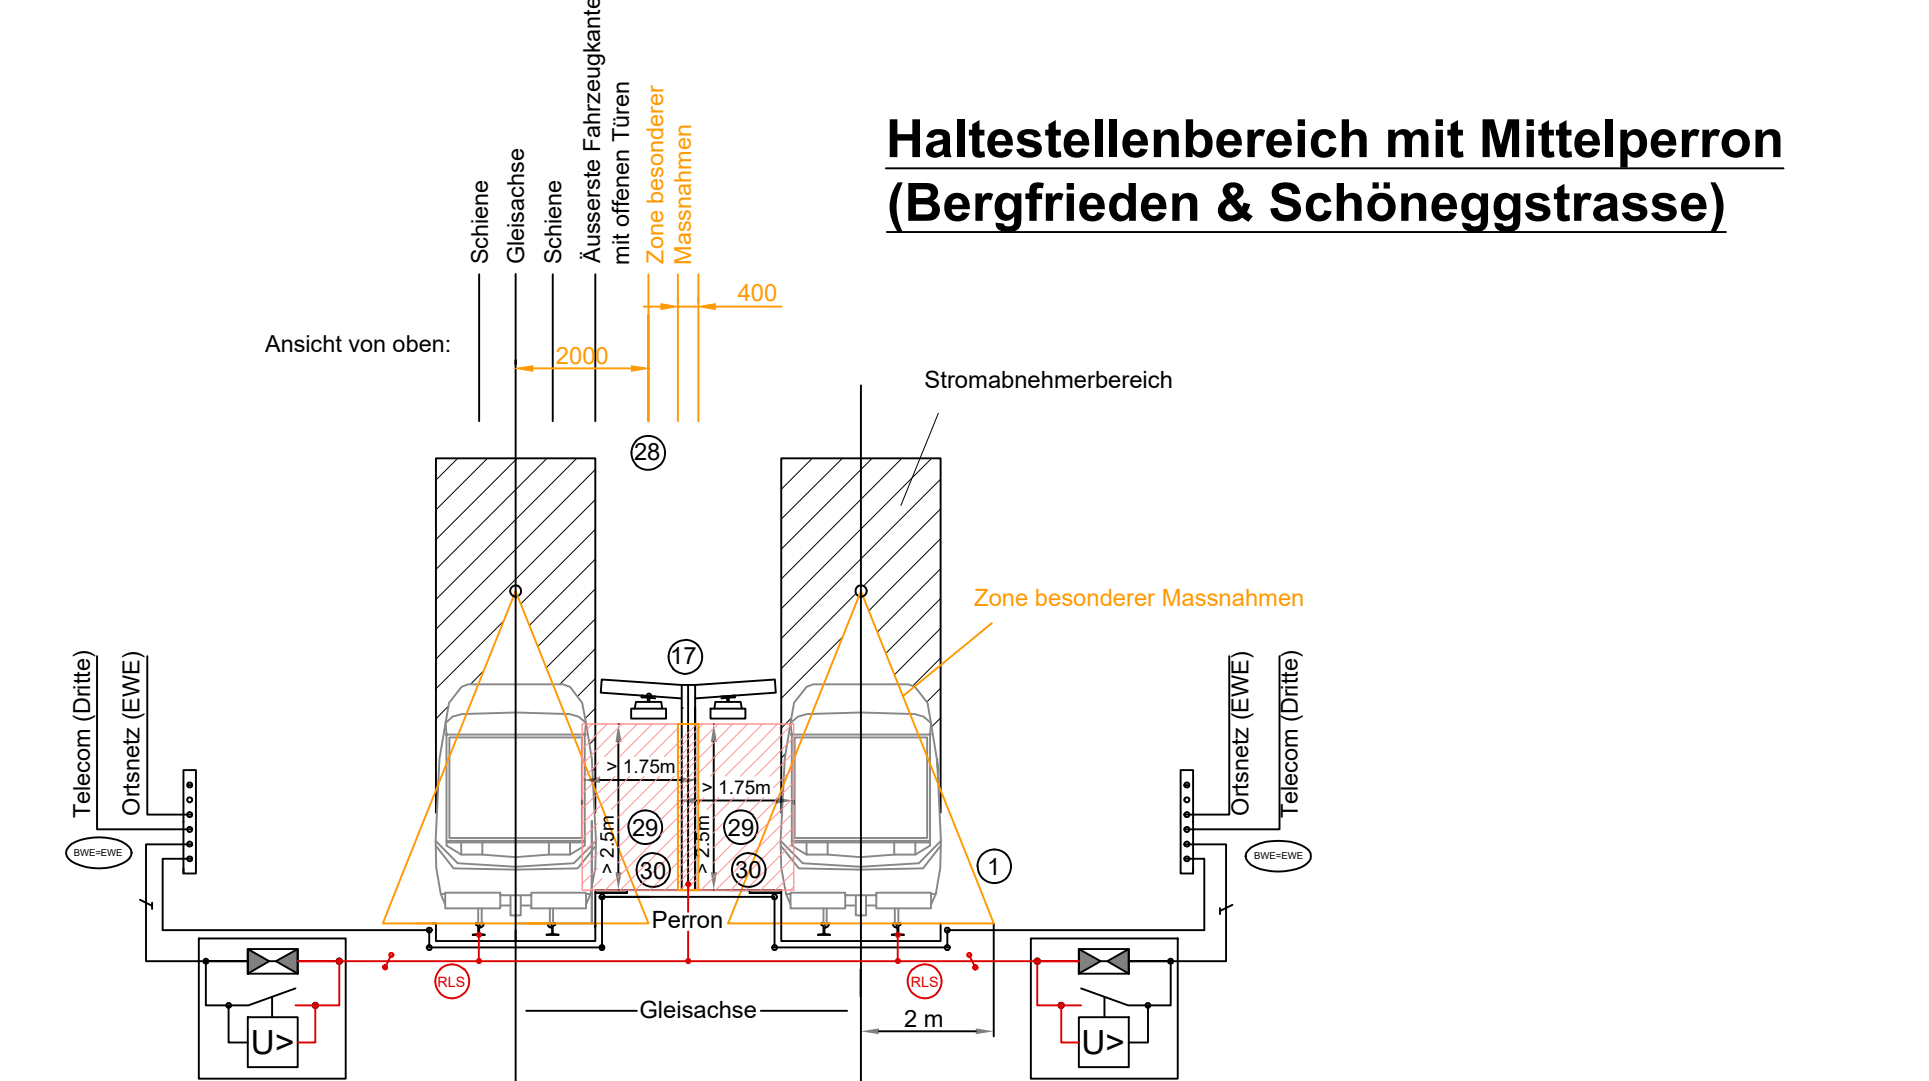 Haltestellenbereich mit Mittelperron
(Bergfrieden & Schöneggstrasse)
Schiene
Gleisachse
Schiene
Äusserste Fahrzeugkante
mit offenen Türen
Zone besonderer
Massnahmen
400
2000
Ansicht von oben:
Stromabnehmerbereich
28
Zone besonderer Massnahmen
17
Telecom (Dritte)
Ortsnetz (EWE)
Ortsnetz (EWE)
Telecom (Dritte)
> 1.75m
> 1.75m
> 2.5m
> 2.5m
29
29
30
30
1
BWE=EWE
BWE=EWE
Perron
RLS
RLS
Gleisachse
2 m
U>
U>